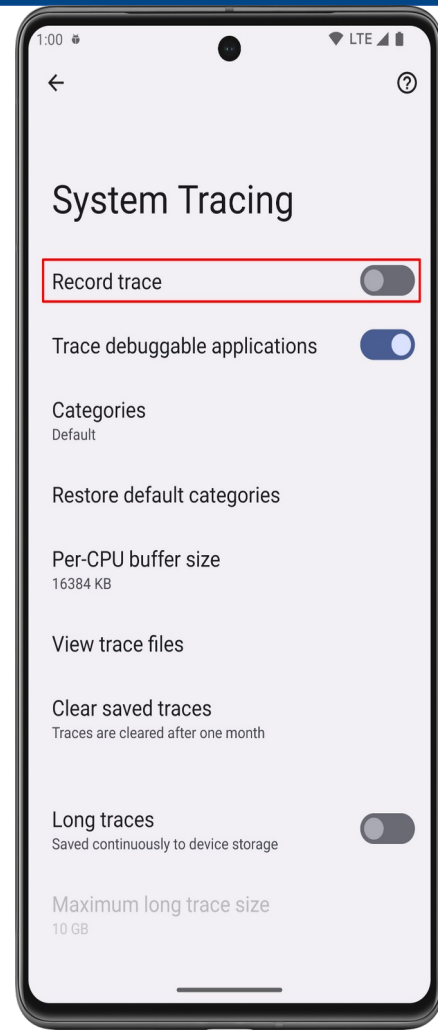 1:00 LTE
System Tracing
Record trace
Trace debuggable applications
Categories
Default
Restore default categories
Per-CPU buffer size
16384 KB
View trace files
Clear saved traces
Traces are cleared after one month
Long traces
Saved continuously to device storage
Maximum long trace size
10 GB